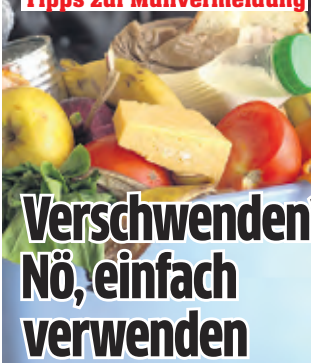 Tipps zur Müllvermeidung
Verschwenden?
Nö, einfach
verwenden